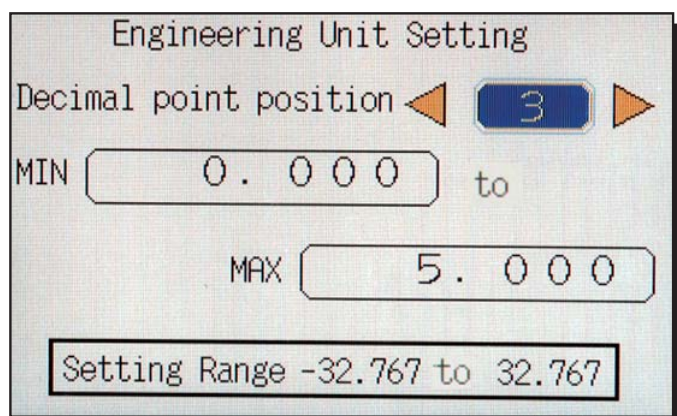 Engineering Unit Setting
Decimal point position 3
MIN 0.000 to
MAX 5.000
Setting Range -32.767 to 32.767